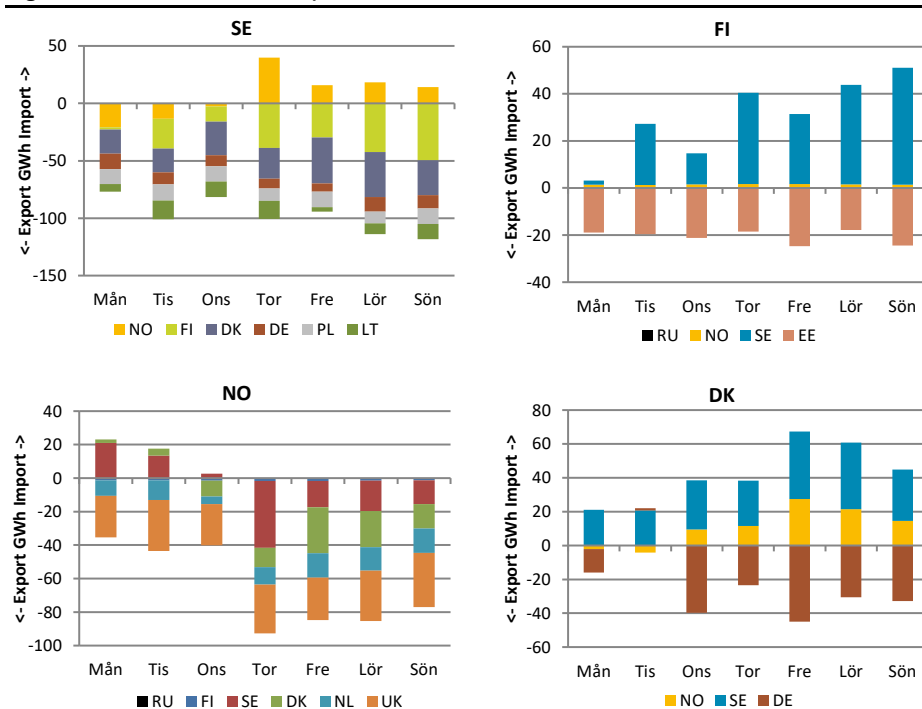 SE
<- Export GWh Import ->
50
0
-50
-100
-150
Mån Tis Ons Tor Fre Lör Sön
NO FI DK DE PL LT
FI
<- Export GWh Import ->
60
40
20
0
-20
-40
Mån Tis Ons Tor Fre Lör Sön
RU NO SE EE
NO
<- Export GWh Import ->
40
20
0
-20
-40
-60
-80
-100
Mån Tis Ons Tor Fre Lör Sön
RU FI SE DK NL UK
DK
<- Export GWh Import ->
80
60
40
20
0
-20
-40
-60
Mån Tis Ons Tor Fre Lör Sön
NO SE DE